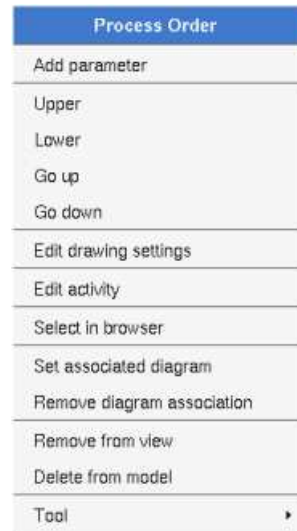 Process Order
Add parameter
Upper
Lower
Go up
Go down
Edit drawing settings
Edit activity
Select in browser
Set associated diagram
Remove diagram association
Remove from view
Delete from model
Tool